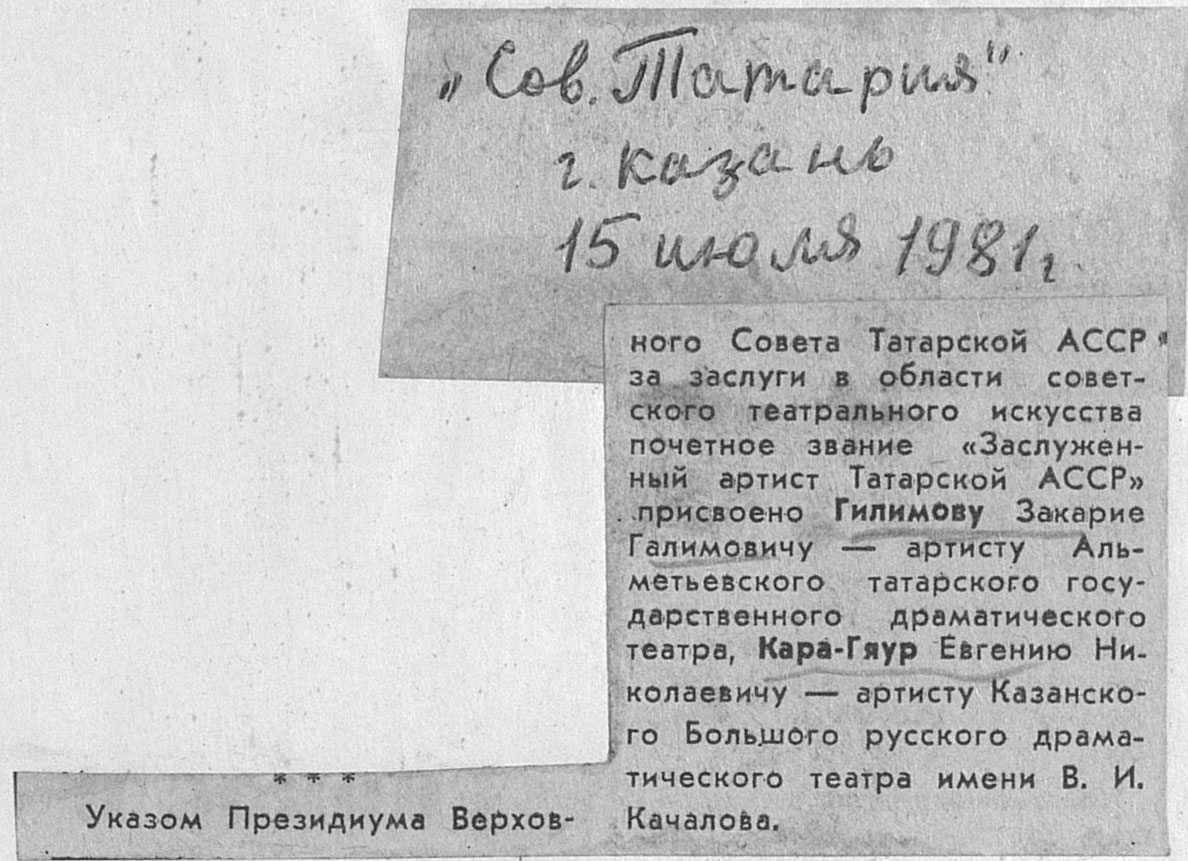 „Сов. Татария"
г. казань
15 июля 1981г.
* * *
Указом Президиума Верхов-
ного Совета Татарской АССР
за заслуги в области совет-
ского театрального искусства
почетное звание «Заслужен-
ный артист Татарской АССР»
присвоено Гилимову Закарие
Галимовичу — артисту Аль-
метьевского татарского госу-
дарственного драматического
театра, Кара-Гяур Евгению Ни-
колаевичу — артисту Казанско-
го Большого русского драма-
тического театра имени В. И.
Качалова.